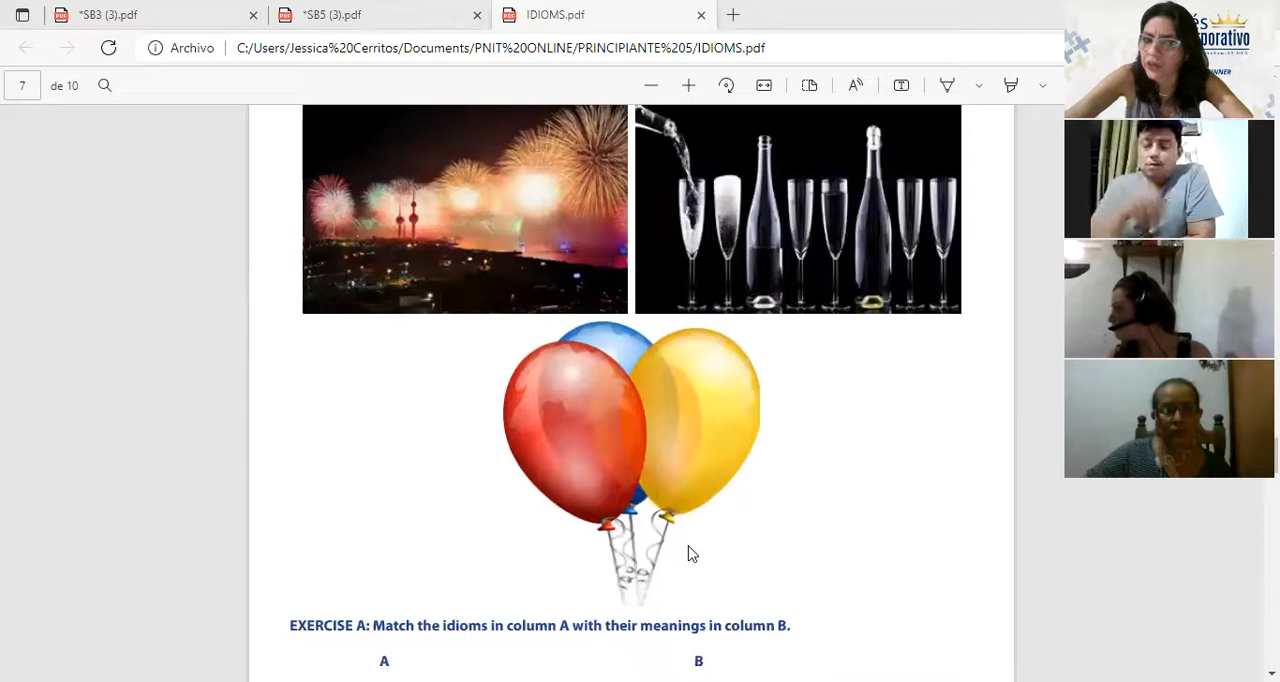 *SB3 (3).pdf
*SB5 (3).pdf
IDIOMS.pdf
Archivo
C:/Users/Jessica%20Cerritos/Documents/PNIT%20ONLINE/PRINCIPIANTE%205/IDIOMS.pdf
7
de 10
EXERCISE A: Match the idioms in column A with their meanings in column B.
A
B